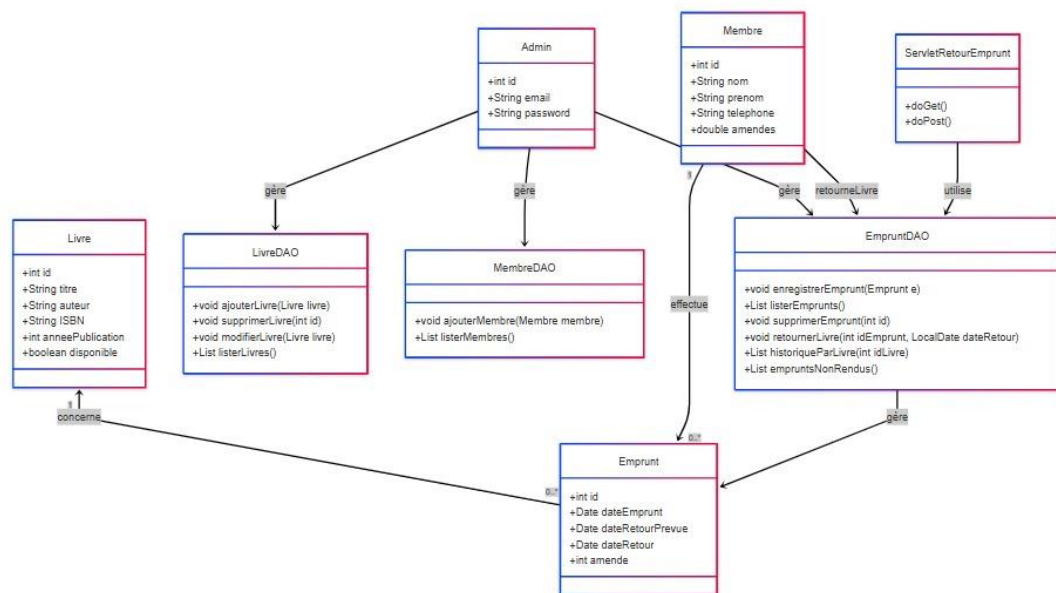 Admin
+int id
+String email
+String password
Membre
+int id
+String nom
+String prenom
+String telephone
+double amendes
ServletRetourEmprunt
+doGet()
+doPost()
gère
gère
1
gère
retourneLivre
utilise
Livre
+int id
+String titre
+String auteur
+String ISBN
+int anneePublication
+boolean disponible
LivreDAO
+void ajouterLivre(Livre livre)
+void supprimerLivre(int id)
+void modifierLivre(Livre livre)
+List listerLivres()
MembreDAO
+void ajouterMembre(Membre membre)
+List listerMembres()
EmpruntDAO
+void enregistrerEmprunt(Emprunt e)
+List listerEmprunts()
+void supprimerEmprunt(int id)
+void retournerLivre(int idEmprunt, LocalDate dateRetour)
+List historiqueParLivre(int idLivre)
+List empruntsNonRendus()
effectue
1
concerne
gère
0..*
0..*
Emprunt
+int id
+Date dateEmprunt
+Date dateRetourPrevue
+Date dateRetour
+int amende